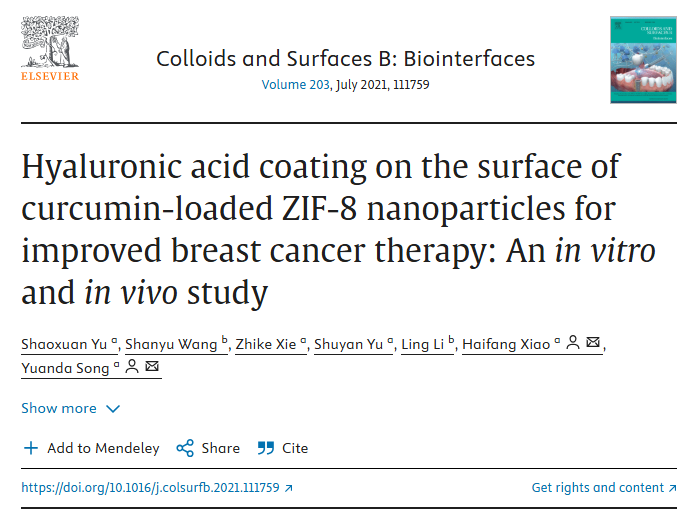 ELSEVIER
Colloids and Surfaces B: Biointerfaces
Volume 203, July 2021, 111759
Hyaluronic acid coating on the surface of
curcumin-loaded ZIF-8 nanoparticles for
improved breast cancer therapy: An in vitro
and in vivo study
Shaoxuan Yu a, Shanyu Wang b, Zhike Xie a, Shuyan Yu a, Ling Li b, Haifang Xiao a,
Yuanda Song a
Show more
Add to Mendeley Share Cite
https://doi.org/10.1016/j.colsurfb.2021.111759 ↗ Get rights and content ↗